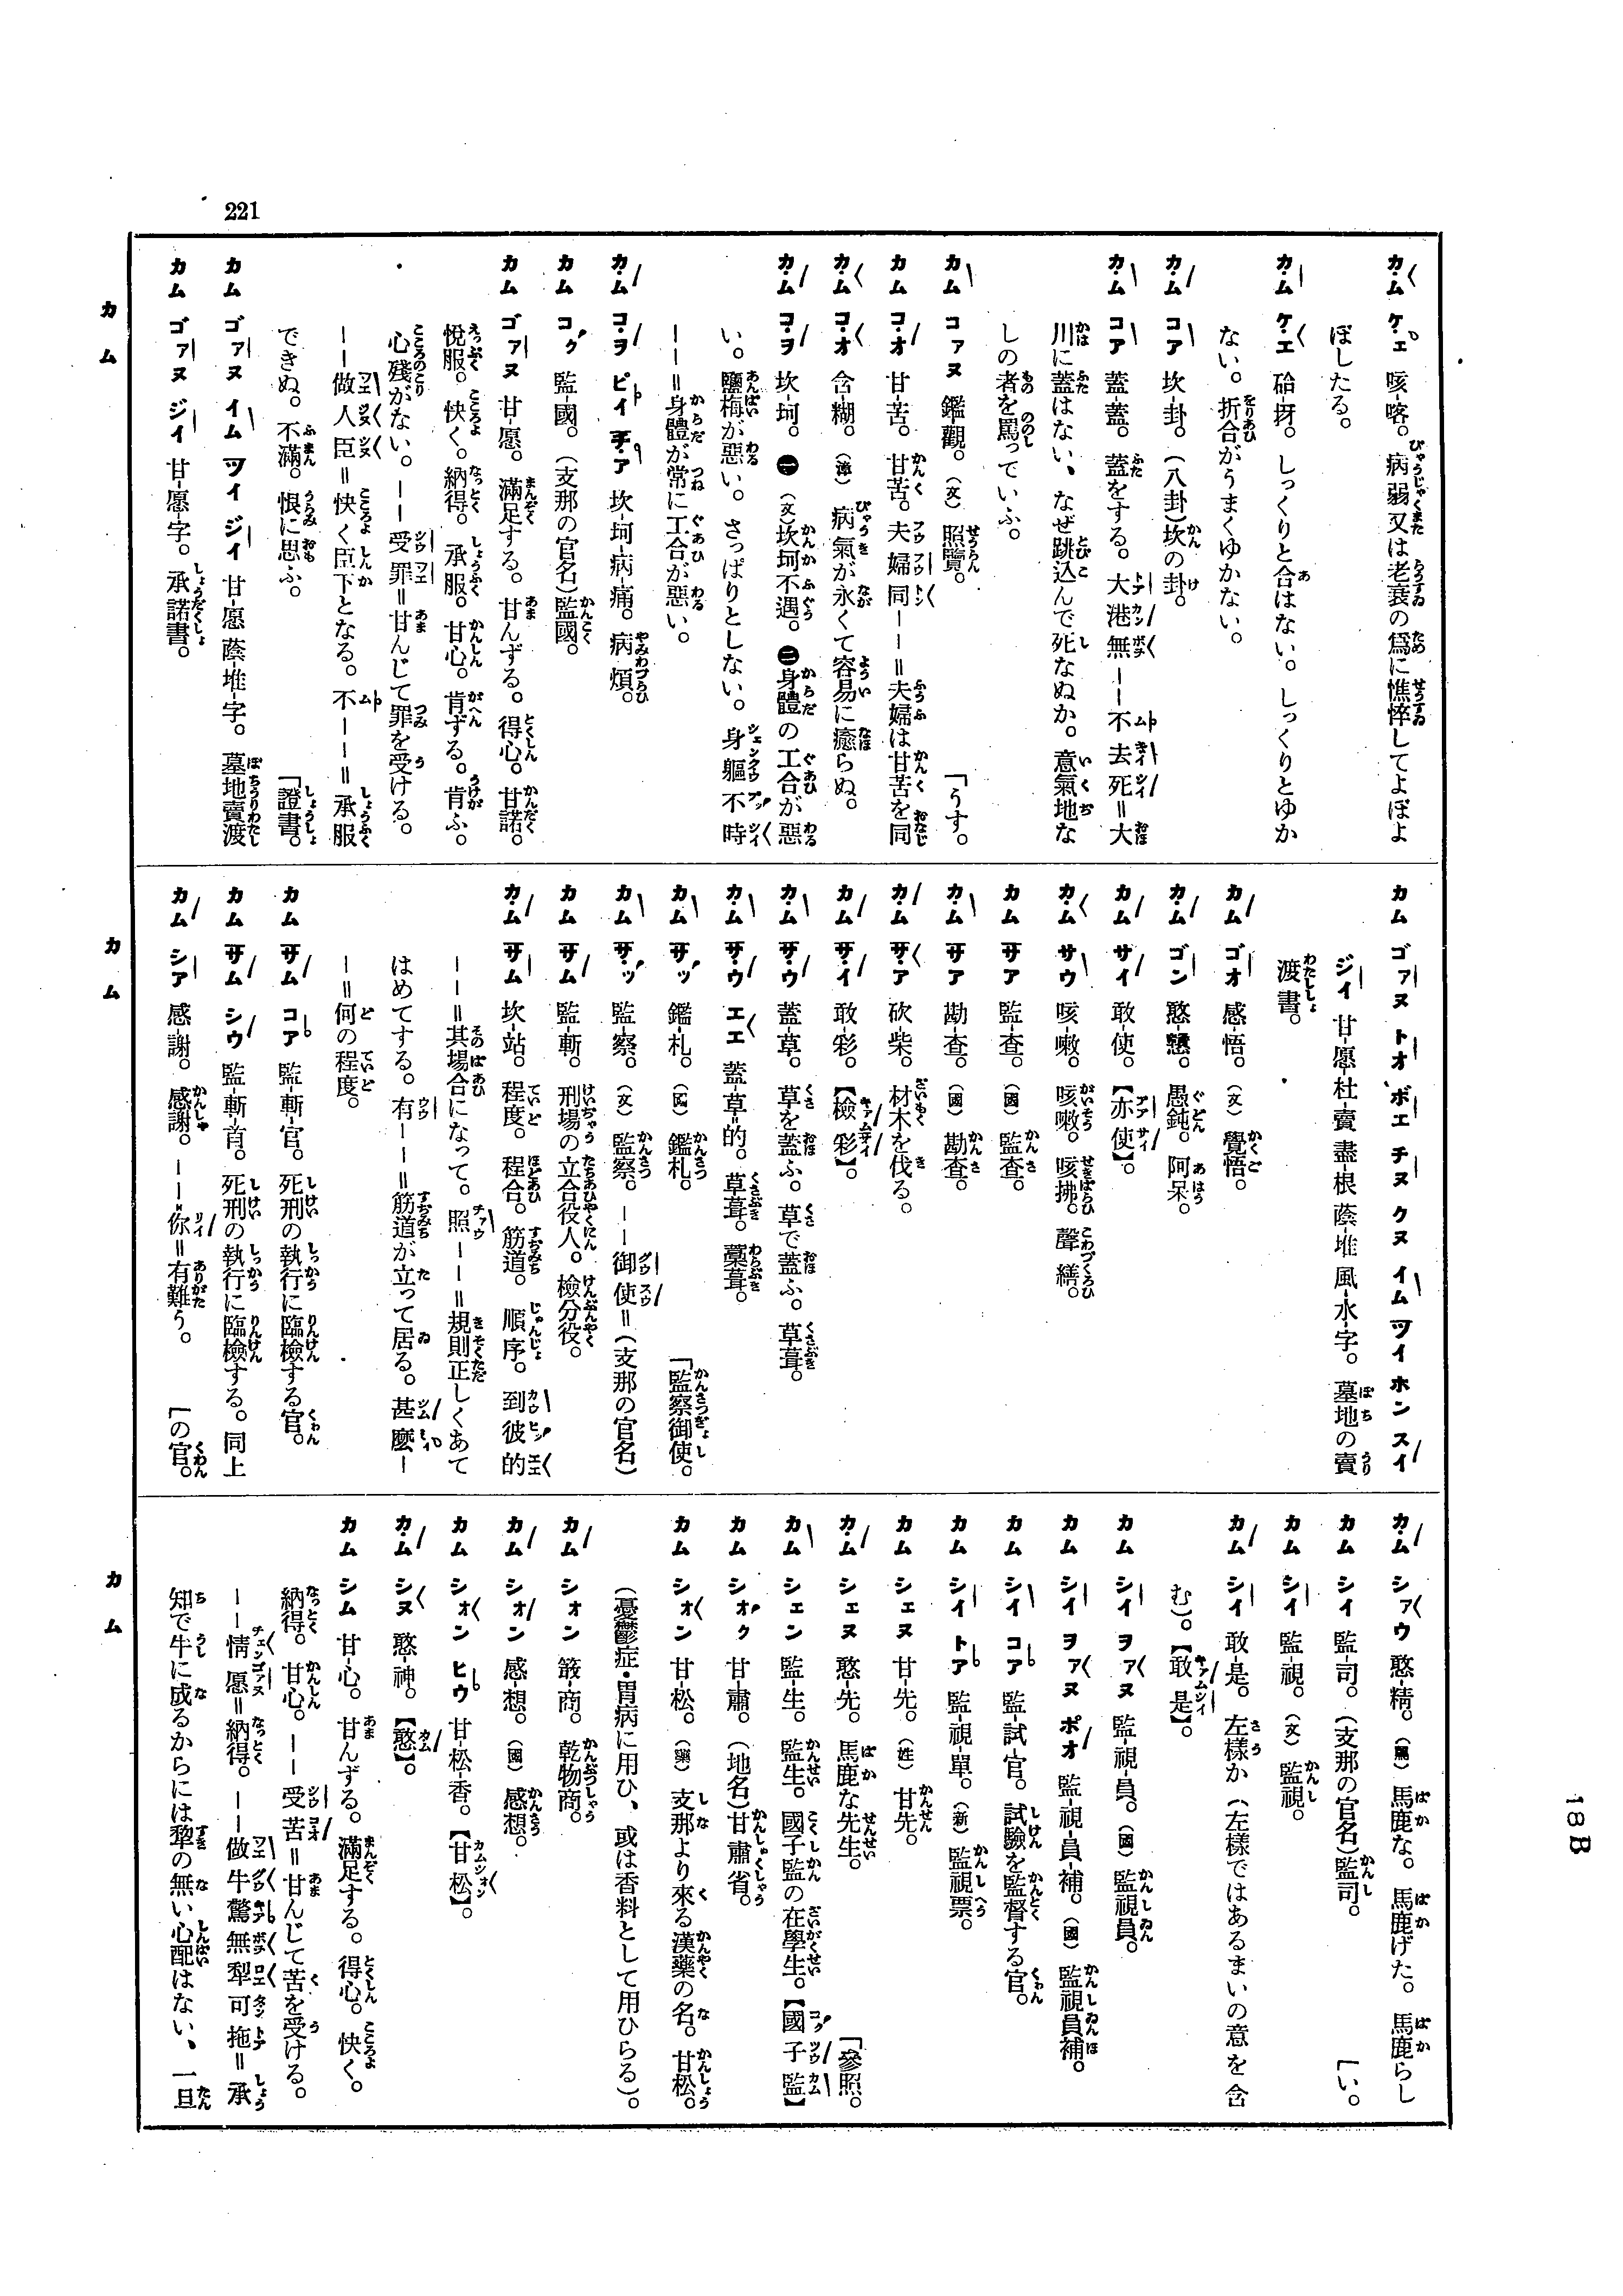 221
カム ケェ 咳-喀。病弱又は老衰の爲に憔悴してよぼよ
ぼしたる。
カム ケエ 𪘒-㧎。しっくりと合はない。しっくりとゆか
ない。折合がうまくゆかない。
カム コア 坎-卦。(八卦)坎の卦。
カム コア 蓋-蓋。蓋をする。大港無——不去死=大
川に蓋はない、なぜ跳込んで死なぬか。意氣地な
しの者を罵っていふ。
カム コァヌ 鑑-觀。(文)照覽。 「うす。
カム コオ 甘-苦。甘苦。夫婦同——=夫婦は甘苦を同
カム コオ 含-糊。 病氣が永くて容易に癒らぬ。
カム コヲ 坎-坷。㊀(文)坎坷不遇。㊁身體の工合が惡
い。鹽梅が惡い。さっぱりとしない。身軀不時
——=身體が常に工合が惡い。
カム コヲ ピイ チア 坎-坷-病-痛。病煩。
カム コク 監-國。(支那の官名)監國。
カム ゴァヌ 甘-愿。滿足する。甘んずる。得心。甘諾。
悅服。快く。納得。承服。甘心。肯ずる。肯ふ。
心殘がない。——受罪=甘んじて罪を受ける。
——做人臣=快く臣下となる。不——=承服
できぬ。不滿。恨に思ふ。 「證書。
カム ゴァヌ イム ツイ ジイ 甘-愿 蔭-堆-字。墓地賣渡
カム ゴァヌ ジイ 甘-愿-字。承諾書。
カム
カム ゴァヌ トオ ボエ チヌ クヌ イム ツイ ホン スイ
ジイ 甘-愿-杜-賣 盡-根 蔭-堆 風-水-字。墓地の賣
渡書。
カム ゴオ 感-悟。(文)覺悟。
カム ゴン 憨-戇。愚鈍。阿呆。
カム サイ 敢-使。【亦使】。
カム サウ 咳-嗽。咳嗽。咳拂。聲繕。
カム サア 監-査。(國)監査。
カム サア 勘-査。(國)勘査。
カム サア 砍-柴。材木を伐る。
カム サイ 敢-彩。【檢彩】。
カム サウ 蓋-草。草を蓋ふ。草で蓋ふ。草葺。
カム サウ エエ 蓋-草-的。草葺。藁葺。
カム サッ 鑑-札。(國)鑑札。 「監察御使。
カム サッ 監-察。(文)監察。——御使=(支那の官名)
カム サム 監-斬。刑場の立合役人。檢分役。
カム サム 坎-站。程度。程合。筋道。順序。到彼的
——=其場合になって。照——=規則正しくあて
はめてする。有——=筋道が立って居る。甚麼—
—=何の程度。
カム サム コア 監-斬-官。死刑の執行に臨檢する官。
カム サム シウ 監-斬-首。死刑の執行に臨檢する。同上
カム シア 感-謝。感謝。——你=有難う。 「の官。
カム
カム シァウ 憨-精。(罵)馬鹿な。馬鹿げた。馬鹿らし
カム シイ 監-司。(支那の官名)監司。 「い。
カム シイ 監-視。(文)監視。
カム シイ 敢-是。左樣か(左樣ではあるまいの意を含
む)。【敢是】。
カム シイ ヲァヌ 監-視-員。(國)監視員。
カム シイ ヲァヌ ポオ 監-視-員-補。(國)監視員補。
カム シイ コア 監-試-官。試驗を監督する官。
カム シイ トア 監-視-單。(新)監視票。
カム シェヌ 甘-先。(姓)甘先。
カム シェヌ 憨-先。馬鹿な先生。 「參照。
カム シェン 監-生。監生。國子監の在學生。【國子監】
カム シォク 甘-肅。(地名)甘肅省。
カム シォン 甘-松。(藥)支那より來る漢藥の名。甘松。
(憂鬱症・胃病に用ひ、或は香料として用ひらる)。
カム シォン 篏-商。乾物商。
カム シォン 感-想。(國)感想。
カム シォン ヒウ 甘-松-香。【甘松】。
カム シヌ 憨-神。【憨】。
カム シム 甘-心。甘んずる。滿足する。得心。快く。
納得。甘心。——受苦=甘んじて苦を受ける。
——情愿=納得。——做牛驚無犁可拖=承
知で牛に成るからには犂の無い心配はない、一旦
カム
18B